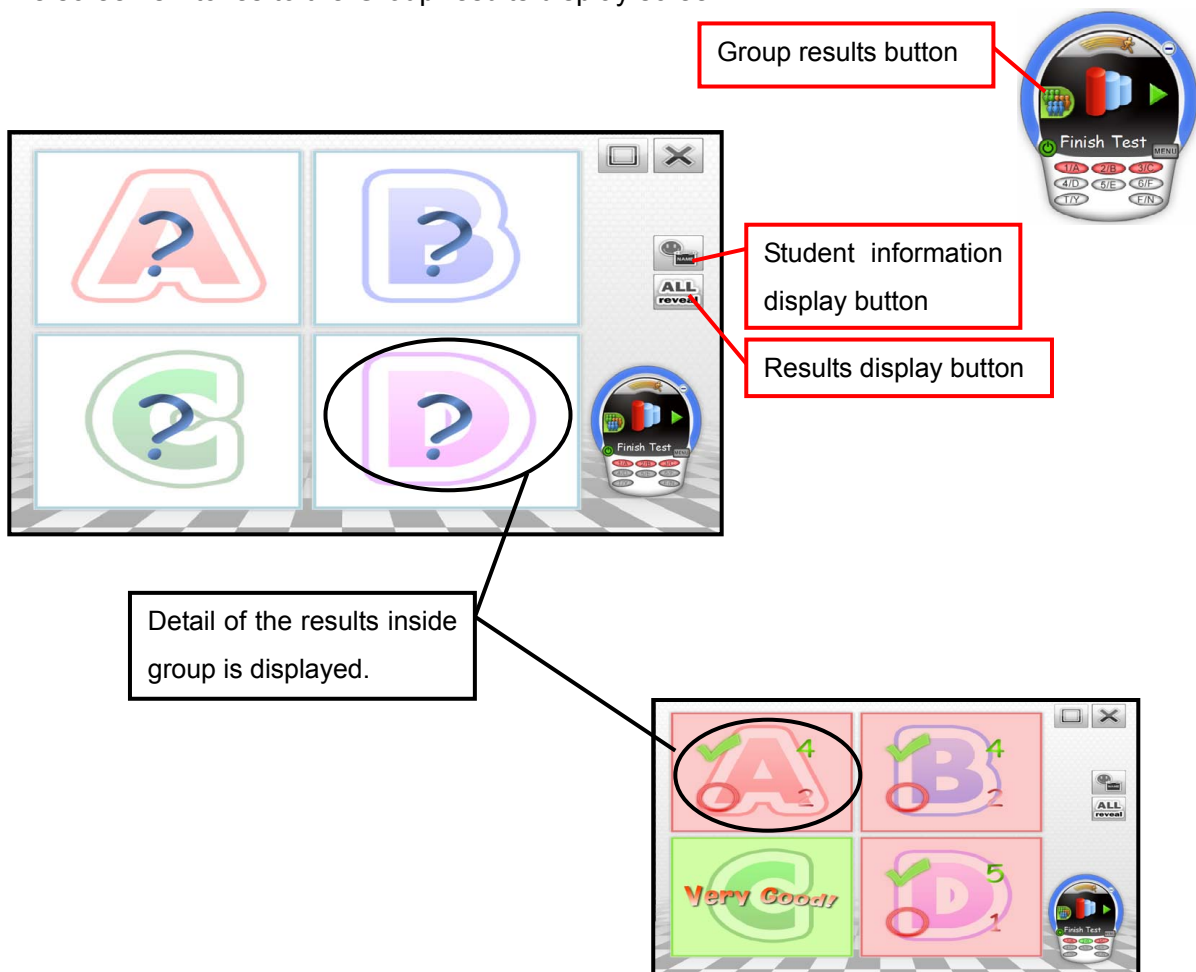 Group results button
Finish Test
MENU
1/A 2/B 3/C
4/D 5/E 6/F
T/Y F/N
A ? B ?
NAME
ALL
reveal
Student information
display button
Results display button
C ? D ?
Finish Test
MENU
Detail of the results inside
group is displayed.
A 4 2 B 4 2
ALL
reveal
C Very Good! D 5 1
Finish Test